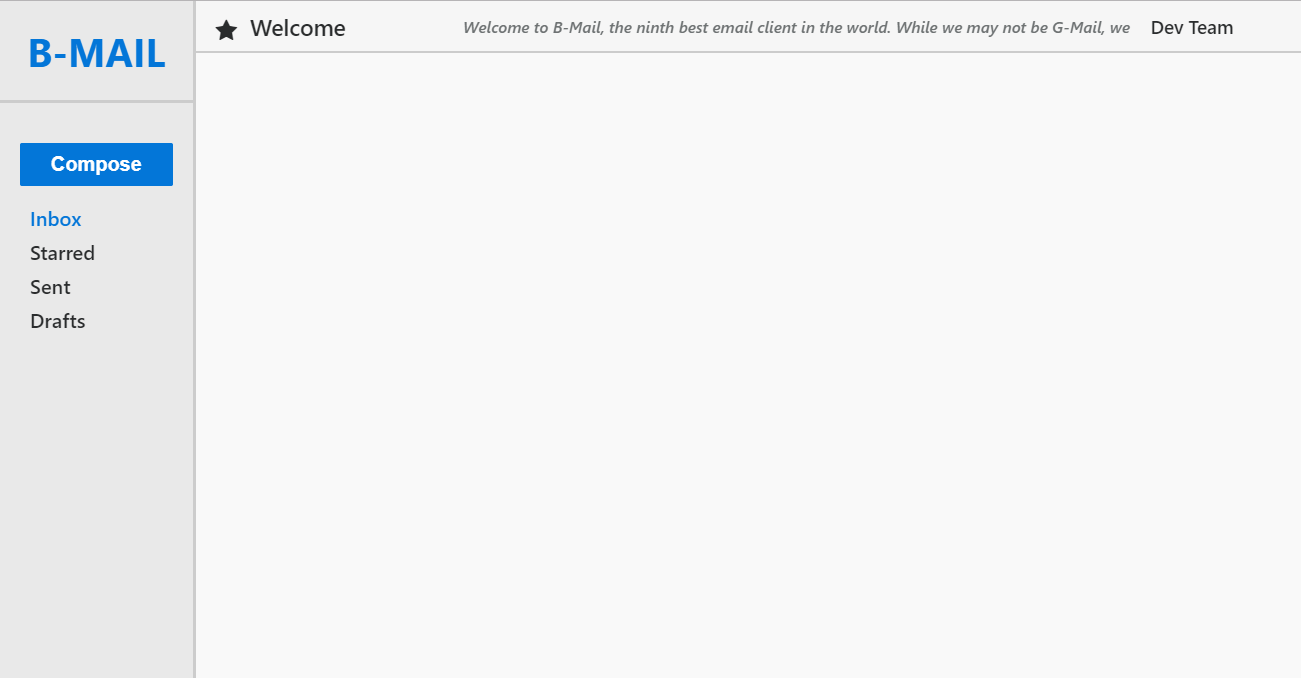 B-MAIL
Compose
Inbox
Starred
Sent
Drafts
Welcome Welcome to B-Mail, the ninth best email client in the world. While we may not be G-Mail, we Dev Team